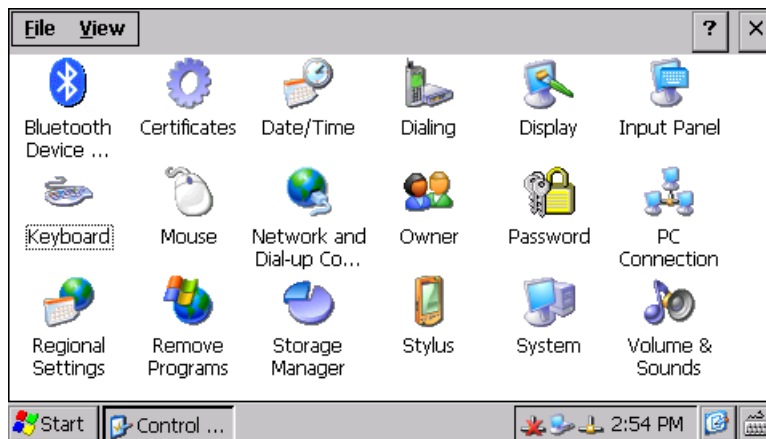 File View ? ×
Bluetooth Certificates Date/Time Dialing Display Input Panel
Device ...
Keyboard Mouse Network and Owner Password PC
Dial-up Co... Connection
Regional Remove Storage Stylus System Volume &
Settings Programs Manager Sounds
Start Control ... 2:54 PM